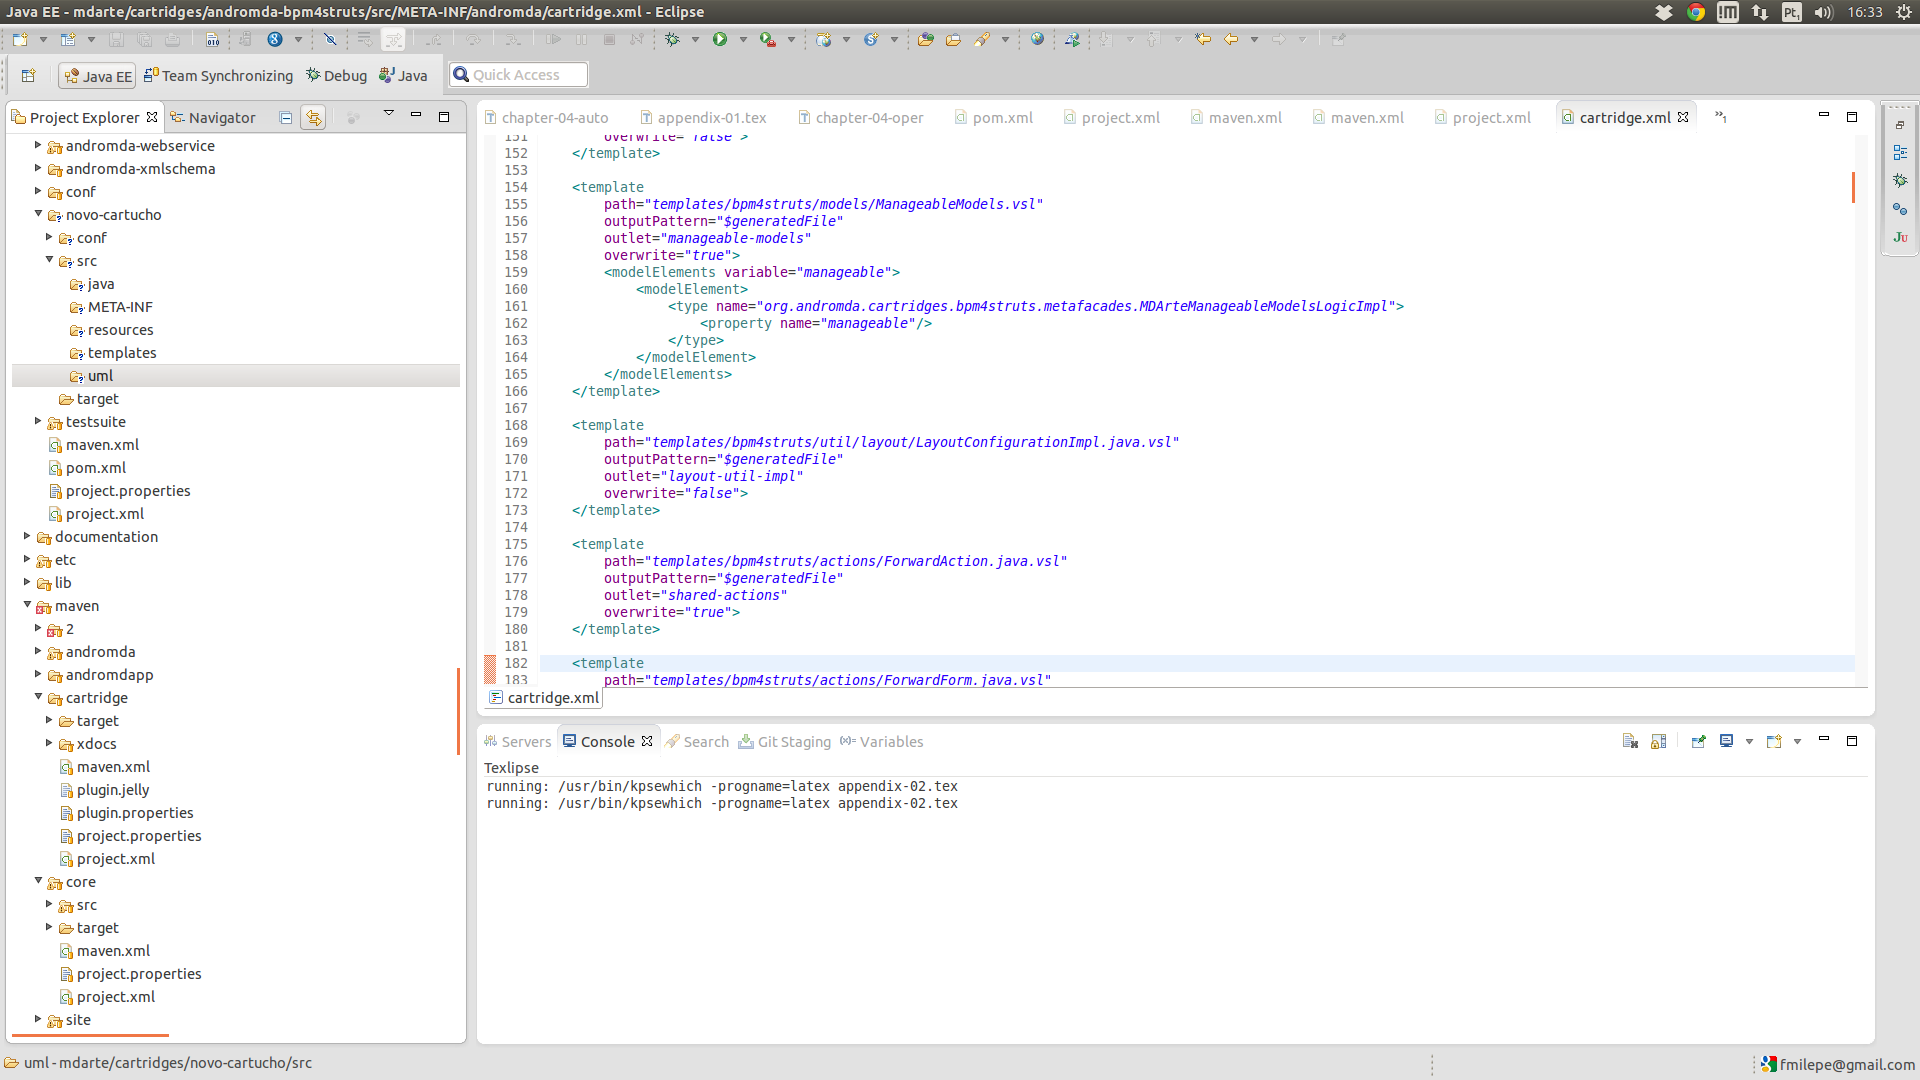 Java EE - mdarte/cartridges/andromda-bpm4struts/src/META-INF/andromda/cartridge.xml - Eclipse
Pt1
16:33
Java EE
Team Synchronizing
Debug
Java
Quick Access
Project Explorer
Navigator
andromda-webservice
andromda-xmlschema
conf
novo-cartucho
conf
src
java
META-INF
resources
templates
uml
target
testsuite
maven.xml
pom.xml
project.properties
project.xml
documentation
etc
lib
maven
2
andromda
andromdapp
cartridge
target
xdocs
maven.xml
plugin.jelly
plugin.properties
project.properties
project.xml
core
src
target
maven.xml
project.properties
project.xml
site
chapter-04-auto
appendix-01.tex
chapter-04-oper
pom.xml
project.xml
maven.xml
maven.xml
project.xml
cartridge.xml
»1
151 overwrite="false">
152 </template>
153
154 <template
155 path="templates/bpm4struts/models/ManageableModels.vsl"
156 outputPattern="$generatedFile"
157 outlet="manageable-models"
158 overwrite="true">
159 <modelElements variable="manageable">
160 <modelElement>
161 <type name="org.andromda.cartridges.bpm4struts.metafacades.MDArteManageableModelsLogicImpl">
162 <property name="manageable"/>
163 </type>
164 </modelElement>
165 </modelElements>
166 </template>
167
168 <template
169 path="templates/bpm4struts/util/layout/LayoutConfigurationImpl.java.vsl"
170 outputPattern="$generatedFile"
171 outlet="layout-util-impl"
172 overwrite="false">
173 </template>
174
175 <template
176 path="templates/bpm4struts/actions/ForwardAction.java.vsl"
177 outputPattern="$generatedFile"
178 outlet="shared-actions"
179 overwrite="true">
180 </template>
181
182 <template
183 path="templates/bpm4struts/actions/ForwardForm.java.vsl"
cartridge.xml
Servers
Console
Search
Git Staging
Variables
Texlipse
running: /usr/bin/kpsewhich -progname=latex appendix-02.tex
running: /usr/bin/kpsewhich -progname=latex appendix-02.tex
uml - mdarte/cartridges/novo-cartucho/src
fmilepe@gmail.com